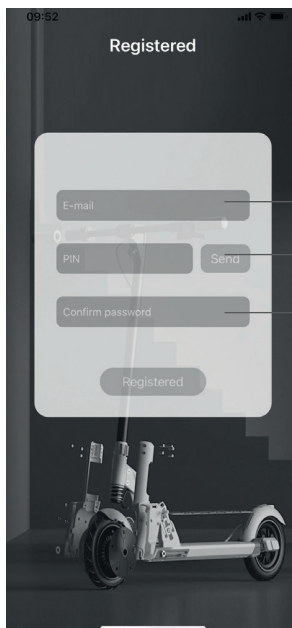 09:52
Registered
E-mail
PIN
Send
Confirm password
Registered